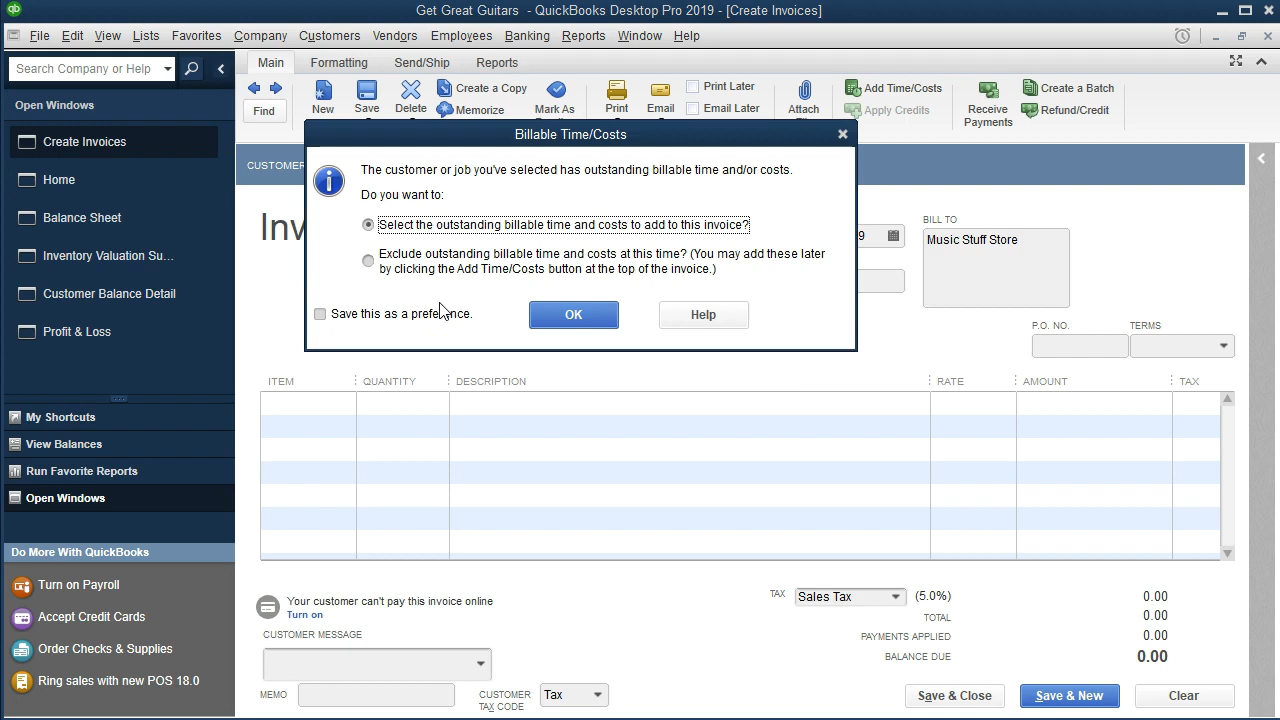 qb
Get Great Guitars - QuickBooks Desktop Pro 2019 - [Create Invoices]
File Edit View Lists Favorites Company Customers Vendors Employees Banking Reports Window Help
Search Company or Help
Main Formatting Send/Ship Reports
Open Windows
Create Invoices
Home
Balance Sheet
Inventory Valuation Su...
Customer Balance Detail
Profit & Loss
My Shortcuts
View Balances
Run Favorite Reports
Open Windows
Do More With QuickBooks
Turn on Payroll
Accept Credit Cards
Order Checks & Supplies
Ring sales with new POS 18.0
Find
New
Save
Delete
Create a Copy
Memorize
Mark As
Print
Email
Print Later
Email Later
Attach
Add Time/Costs
Apply Credits
Receive
Payments
Create a Batch
Refund/Credit
Billable Time/Costs
The customer or job you've selected has outstanding billable time and/or costs.
Do you want to:
Select the outstanding billable time and costs to add to this invoice?
Exclude outstanding billable time and costs at this time? (You may add these later
by clicking the Add Time/Costs button at the top of the invoice.)
Save this as a preference.
OK
Help
CUSTOMER
Inv
9
BILL TO
Music Stuff Store
P.O. NO.
TERMS
ITEM QUANTITY DESCRIPTION RATE AMOUNT TAX
Your customer can't pay this invoice online
Turn on
CUSTOMER MESSAGE
MEMO
CUSTOMER
TAX CODE
Tax
TAX Sales Tax (5.0%) 0.00
TOTAL 0.00
PAYMENTS APPLIED 0.00
BALANCE DUE 0.00
Save & Close
Save & New
Clear